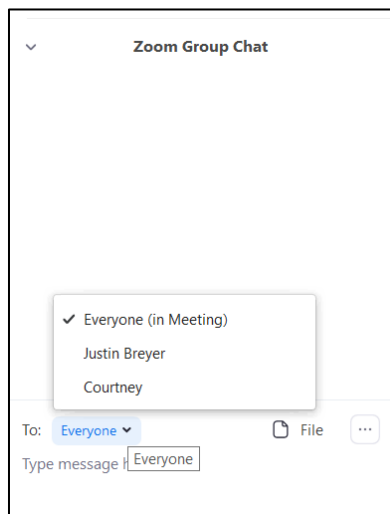 Zoom Group Chat
Everyone (in Meeting)
Justin Breyer
Courtney
To: Everyone File ...
Type message
Everyone